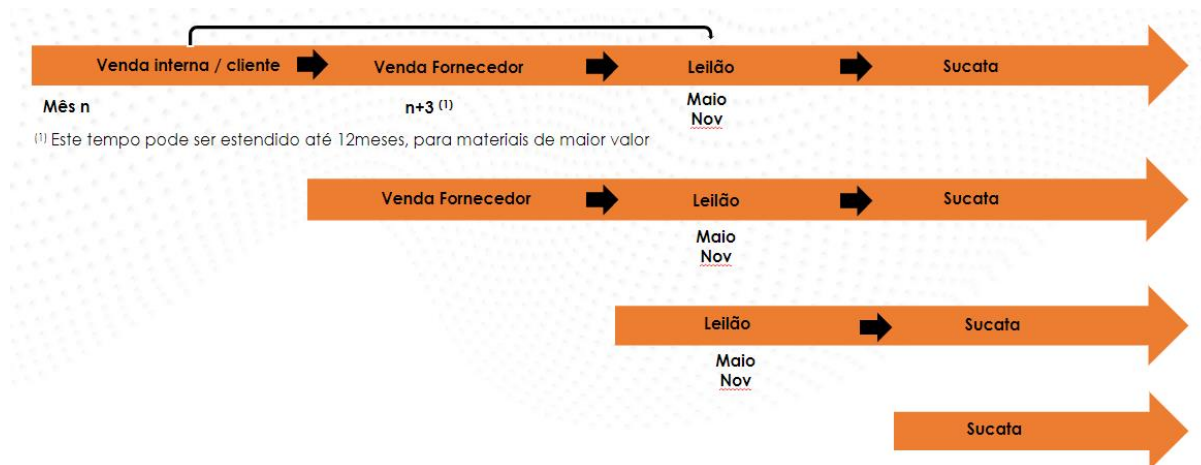 Venda interna / cliente Venda Fornecedor Leilão Sucata
Mês n n+3 (1) Maio
Nov
(1) Este tempo pode ser estendido até 12meses, para materiais de maior valor
Venda Fornecedor Leilão Sucata
Maio
Nov
Leilão Sucata
Maio
Nov
Sucata